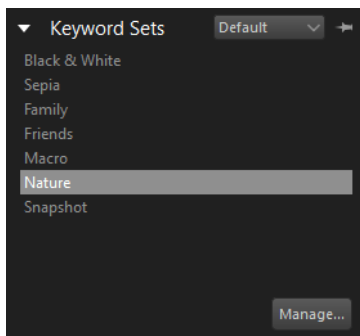 Keyword Sets Default
Black & White
Sepia
Family
Friends
Macro
Nature
Snapshot
Manage...